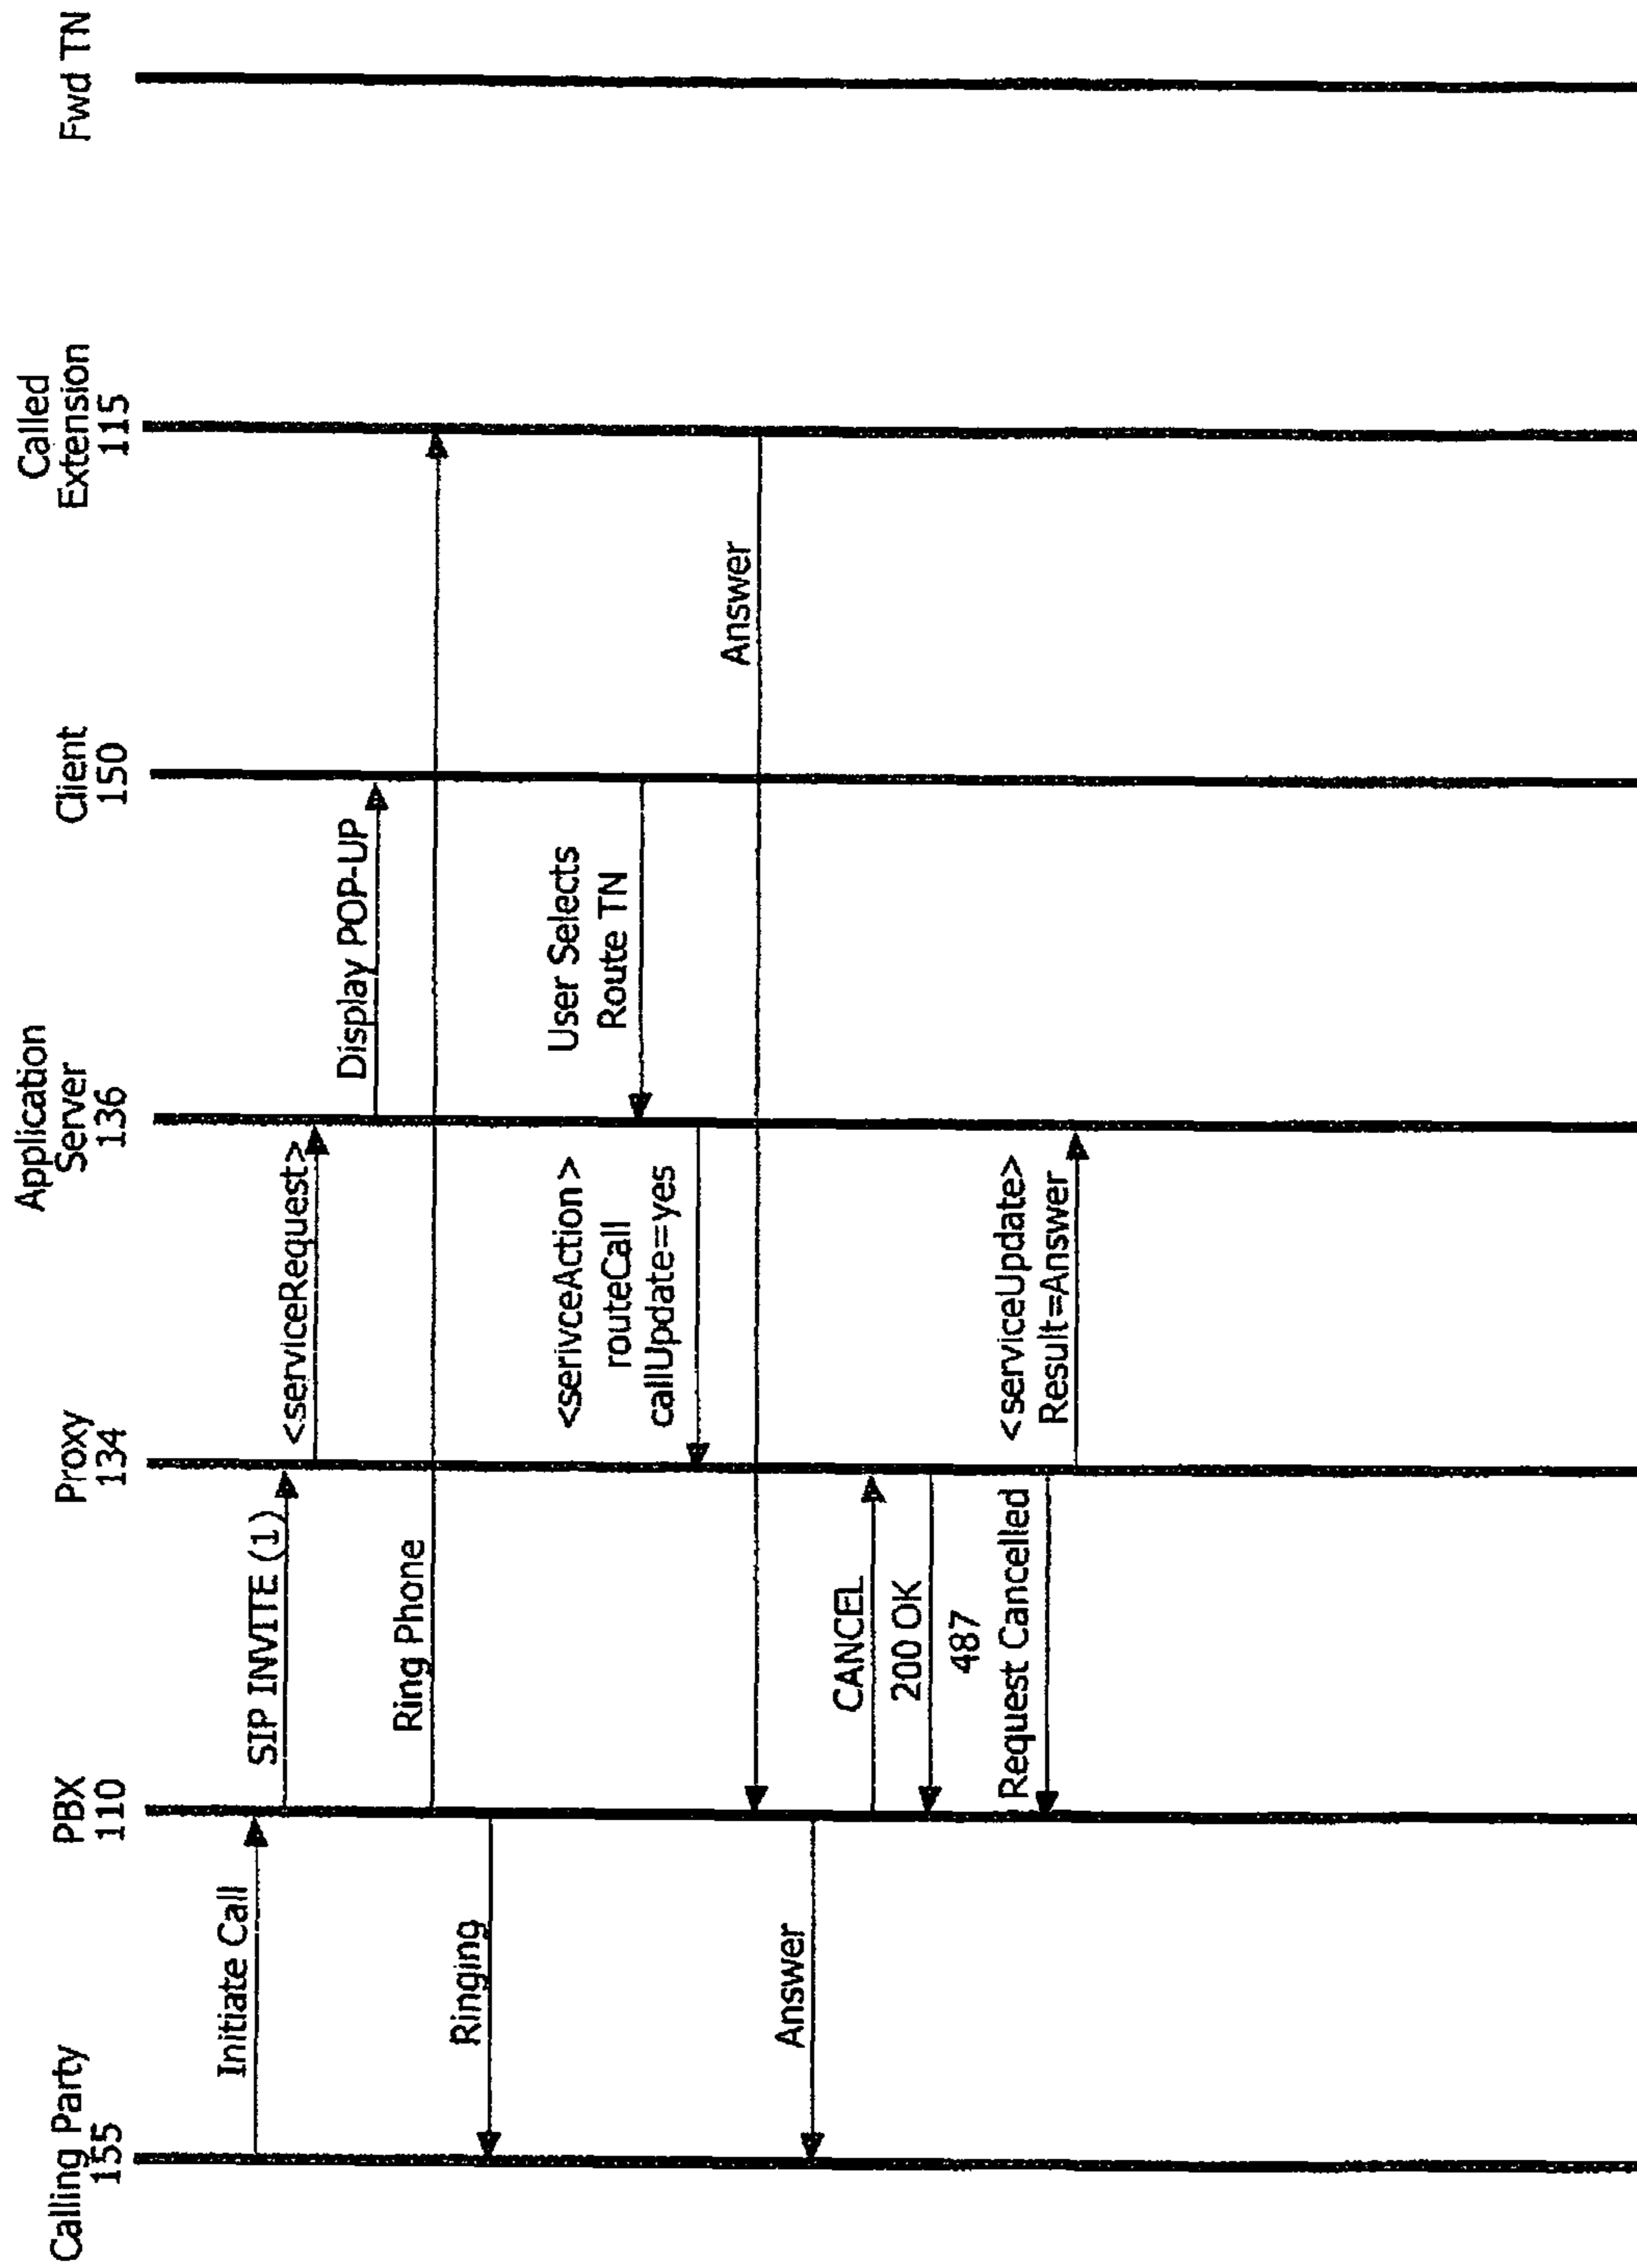 Calling Party
155
PBX
110
Proxy
134
Application
Server
136
Client
150
Called
Extension
115
Fwd TN
Initiate Call
SIP INVITE (1)
<serviceRequest>
Display POP-UP
Ring Phone
Ringing
User Selects
Route TN
<serivceAction>
routeCall
callUpdate=yes
Answer
Answer
CANCEL
200 OK
487
Request Cancelled
<serviceUpdate>
Result=Answer